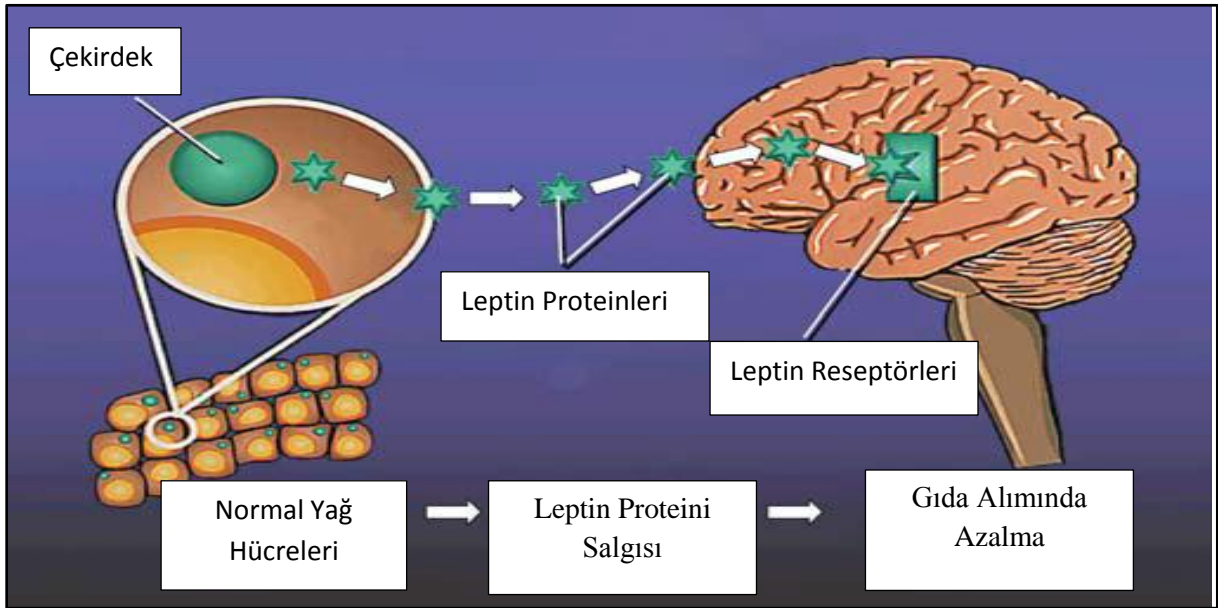 Çekirdek
Leptin Proteinleri
Leptin Reseptörleri
Normal Yağ
Hücreleri
Leptin Proteini
Salgısı
Gıda Alımında
Azalma